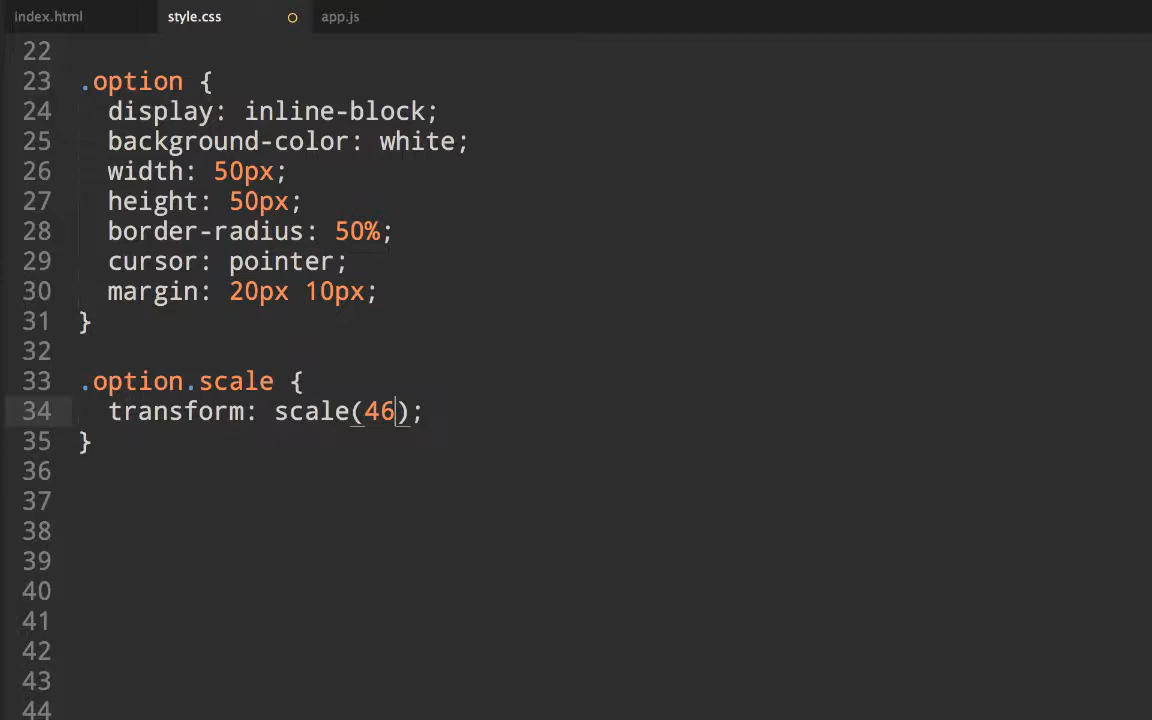 index.html style.css app.js
22
23 .option {
24 display: inline-block;
25 background-color: white;
26 width: 50px;
27 height: 50px;
28 border-radius: 50%;
29 cursor: pointer;
30 margin: 20px 10px;
31 }
32
33 .option.scale {
34 transform: scale(46);
35 }
36
37
38
39
40
41
42
43
44